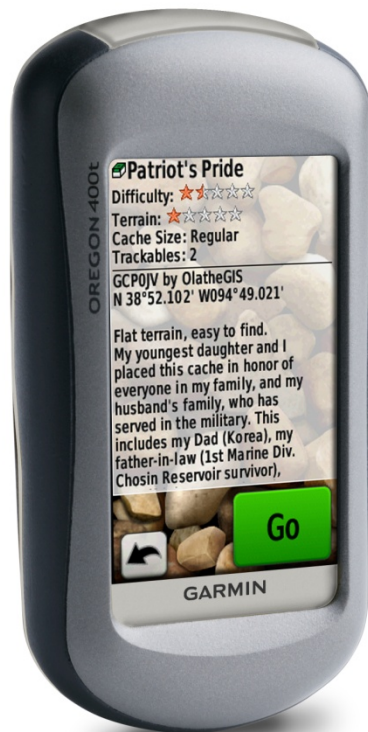 OREGON 400t
Patriot's Pride
Difficulty:
Terrain:
Cache Size: Regular
Trackables: 2
GCP0JV by OlatheGIS
N 38°52.102' W094°49.021'
Flat terrain, easy to find.
My youngest daughter and I
placed this cache in honor of
everyone in my family, and my
husband's family, who has
served in the military. This
includes my Dad (Korea), my
father-in-law (1st Marine Div.
Chosin Reservoir survivor),
Go
GARMIN